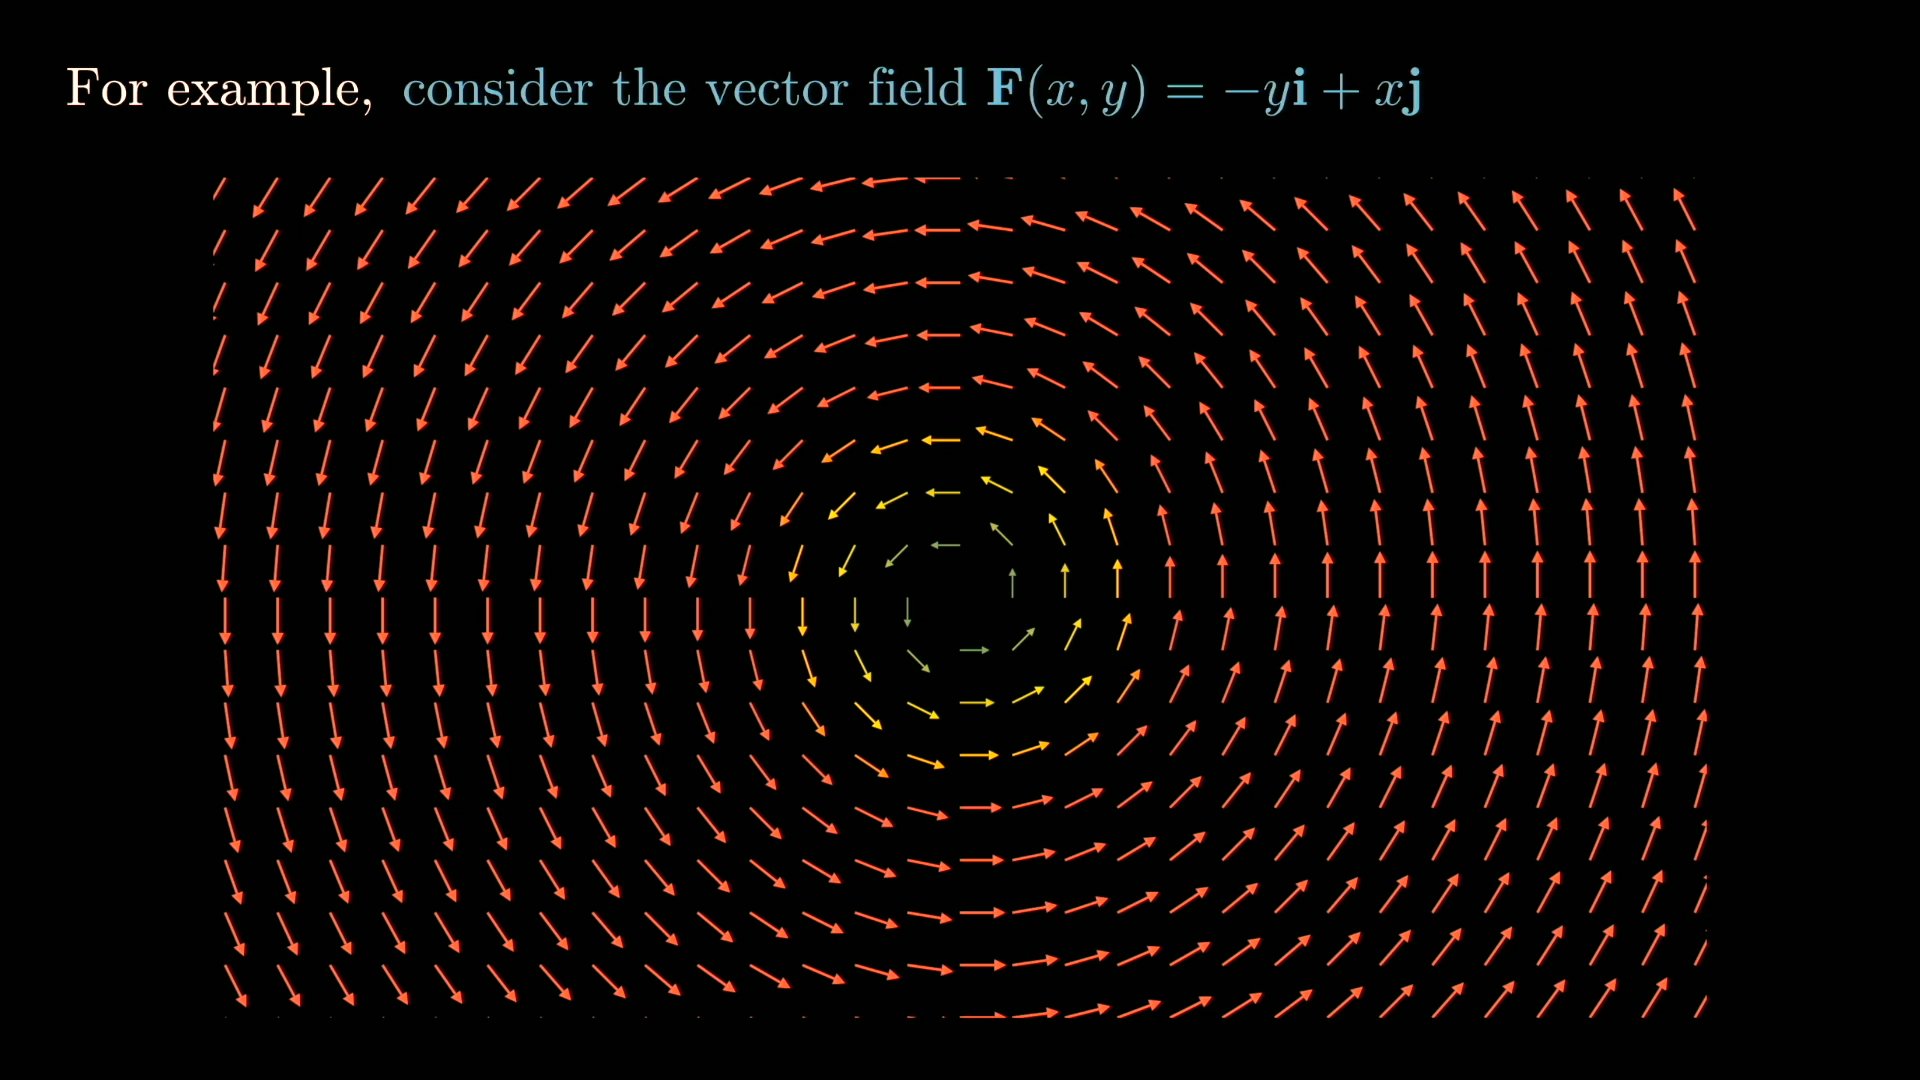 For example, consider the vector field F(x, y) = −yi + xj